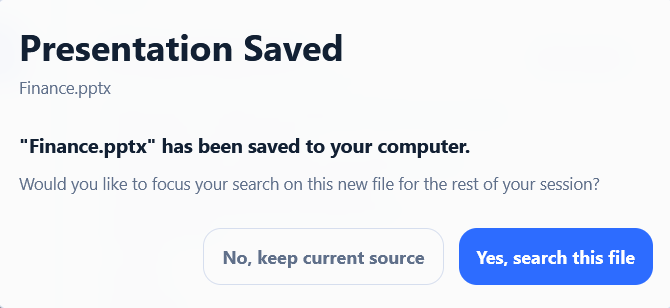 Presentation Saved
Finance.pptx
"Finance.pptx" has been saved to your computer.
Would you like to focus your search on this new file for the rest of your session?
No, keep current source
Yes, search this file